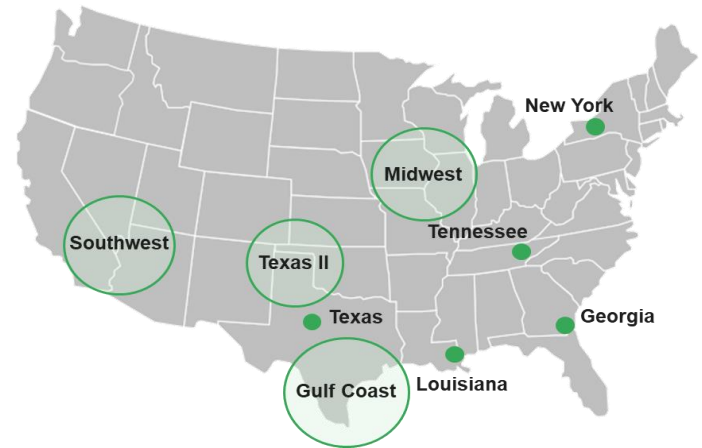 New York
Midwest
Tennessee
Southwest
Texas II
Texas
Georgia
Gulf Coast
Louisiana